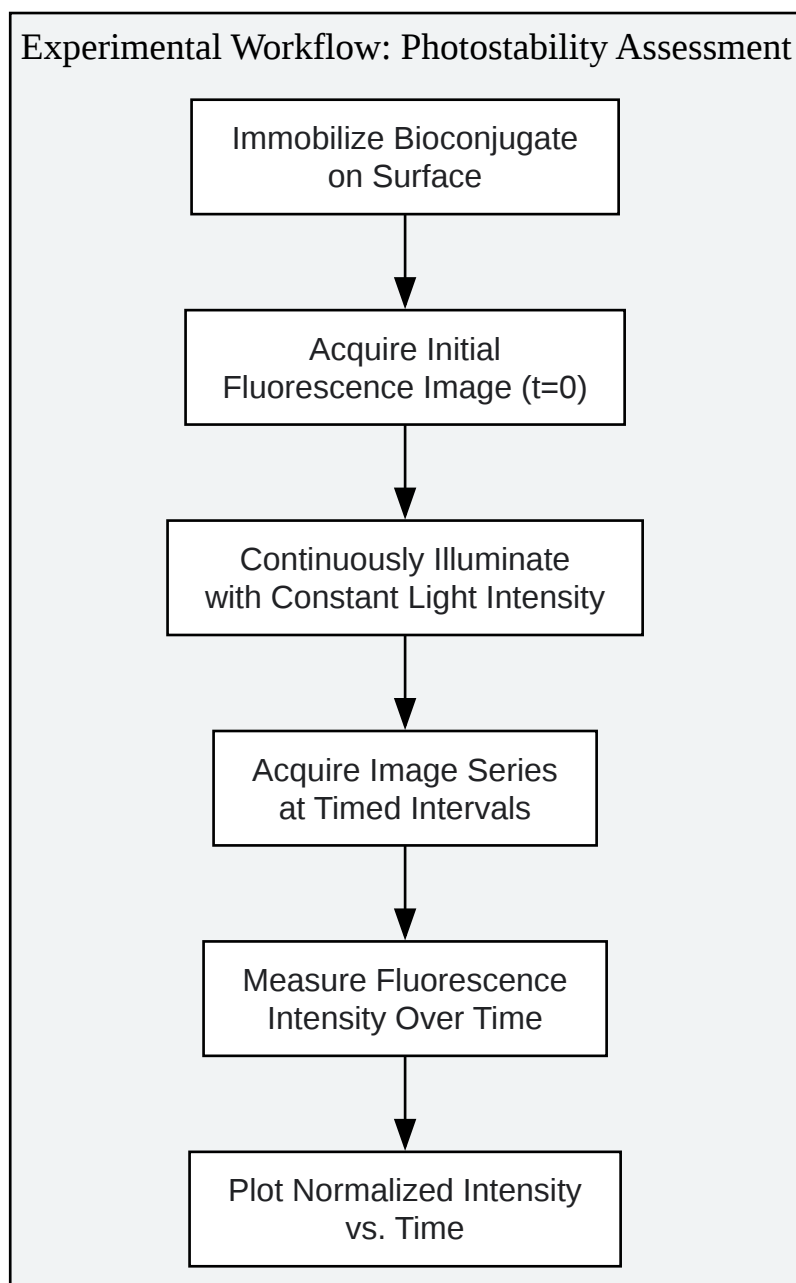 Experimental Workflow: Photostability Assessment
Immobilize Bioconjugate
on Surface
Acquire Initial
Fluorescence Image (t=0)
Continuously Illuminate
with Constant Light Intensity
Acquire Image Series
at Timed Intervals
Measure Fluorescence
Intensity Over Time
Plot Normalized Intensity
vs. Time